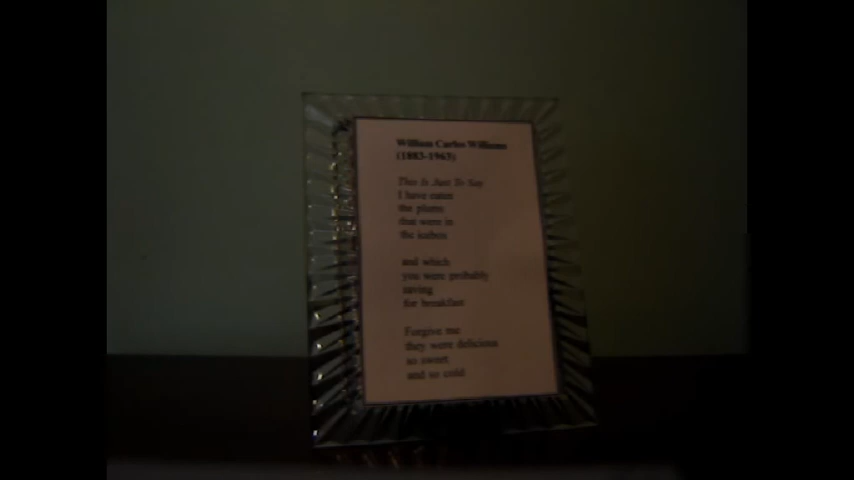 William Carlos Williams
(1883-1963)
This Is Just To Say
I have eaten
the plums
that were in
the icebox
and which
you were probably
saving
for breakfast
Forgive me
they were delicious
so sweet
and so cold